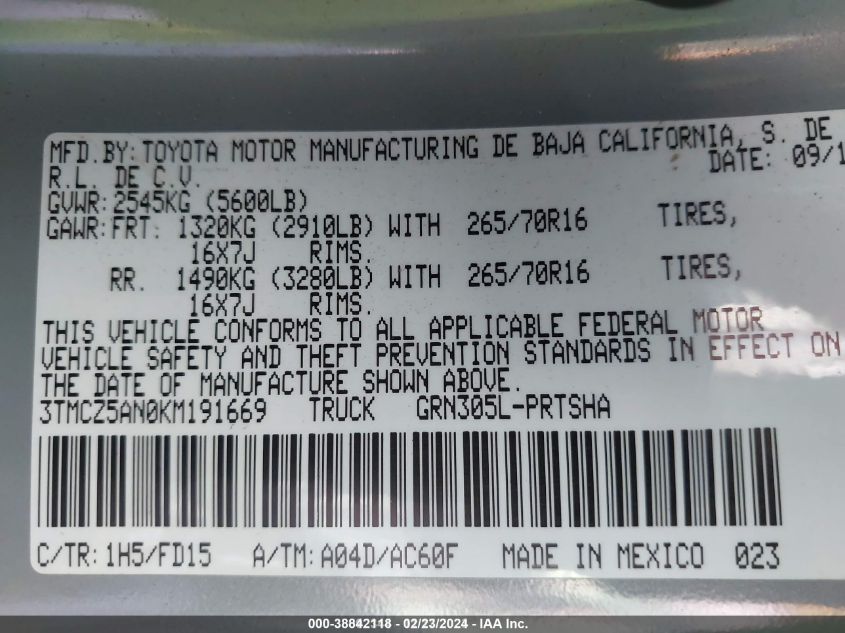 MFD.BY:TOYOTA MOTOR MANUFACTURING DE BAJA CALIFORNIA, S. DE
R.L. DE C.V. DATE: 09/1
GVWR:2545KG (5600LB)
GAWR:FRT: 1320KG (2910LB) WITH 265/70R16 TIRES,
16X7J RIMS.
RR. 1490KG (3280LB) WITH 265/70R16 TIRES,
16X7J RIMS.
THIS VEHICLE CONFORMS TO ALL APPLICABLE FEDERAL MOTOR
VEHICLE SAFETY AND THEFT PREVENTION STANDARDS IN EFFECT ON
THE DATE OF MANUFACTURE SHOWN ABOVE.
3TMCZ5AN0KM191669 TRUCK GRN305L-PRTSHA
C/TR:1H5/FD15 A/TM:A04D/AC60F MADE IN MEXICO 023
000-38842118 - 02/23/2024 - IAA Inc.